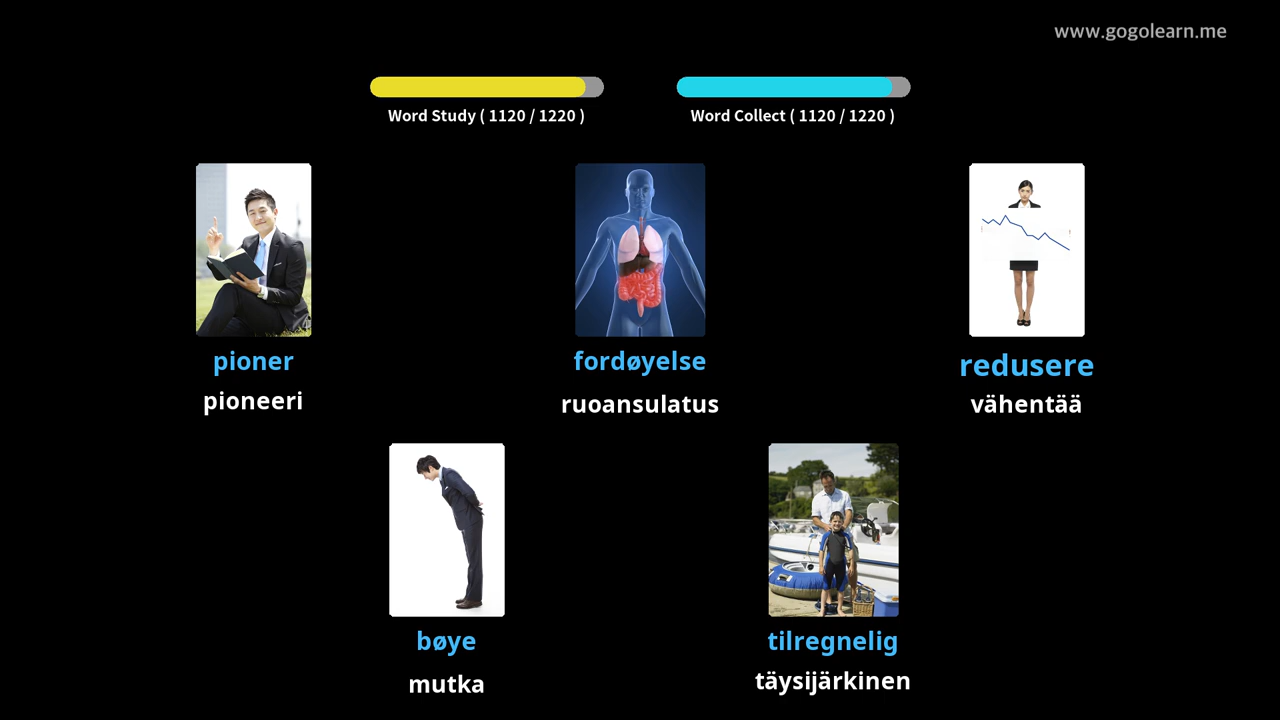 www.gogolearn.me
Word Study ( 1120 / 1220 )
Word Collect ( 1120 / 1220 )
pioner
pioneeri
fordøyelse
ruoansulatus
redusere
vähentää
bøye
mutka
tilregnelig
täysijärkinen